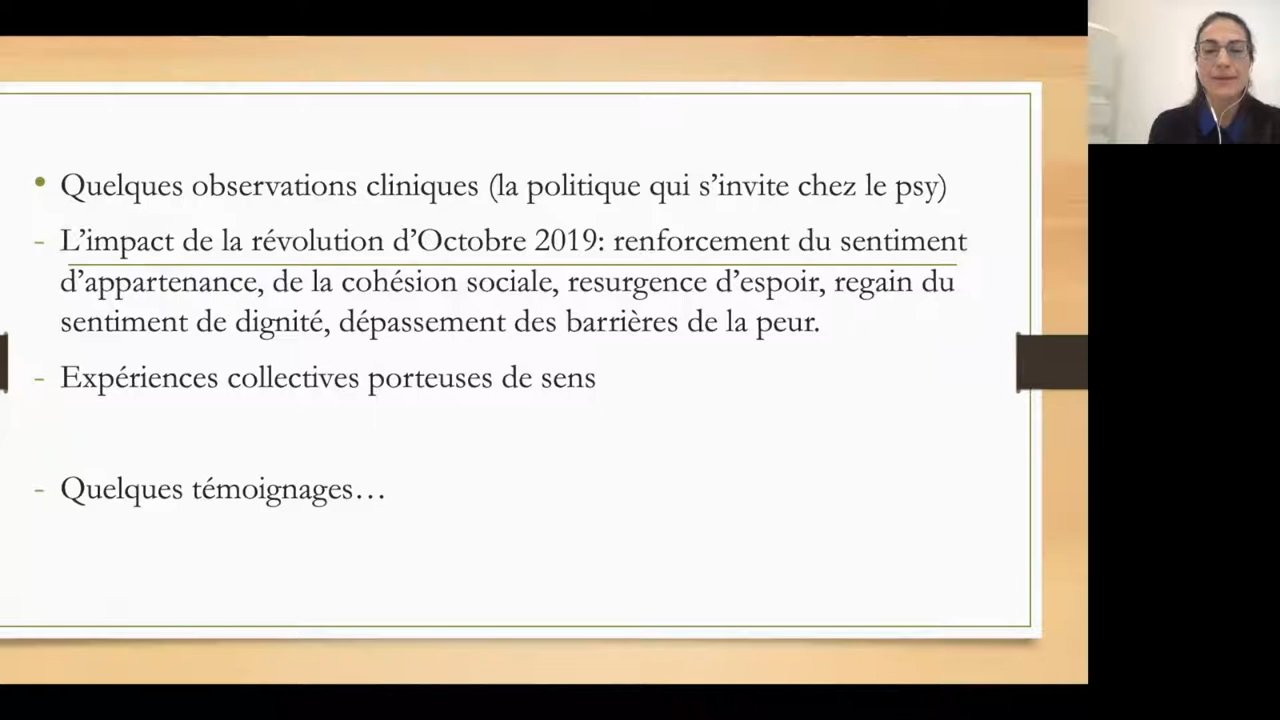 • Quelques observations cliniques (la politique qui s’invite chez le psy)
- L’impact de la révolution d’Octobre 2019: renforcement du sentiment
d’appartenance, de la cohésion sociale, resurgence d’espoir, regain du
sentiment de dignité, dépassement des barrières de la peur.
- Expériences collectives porteuses de sens
- Quelques témoignages…